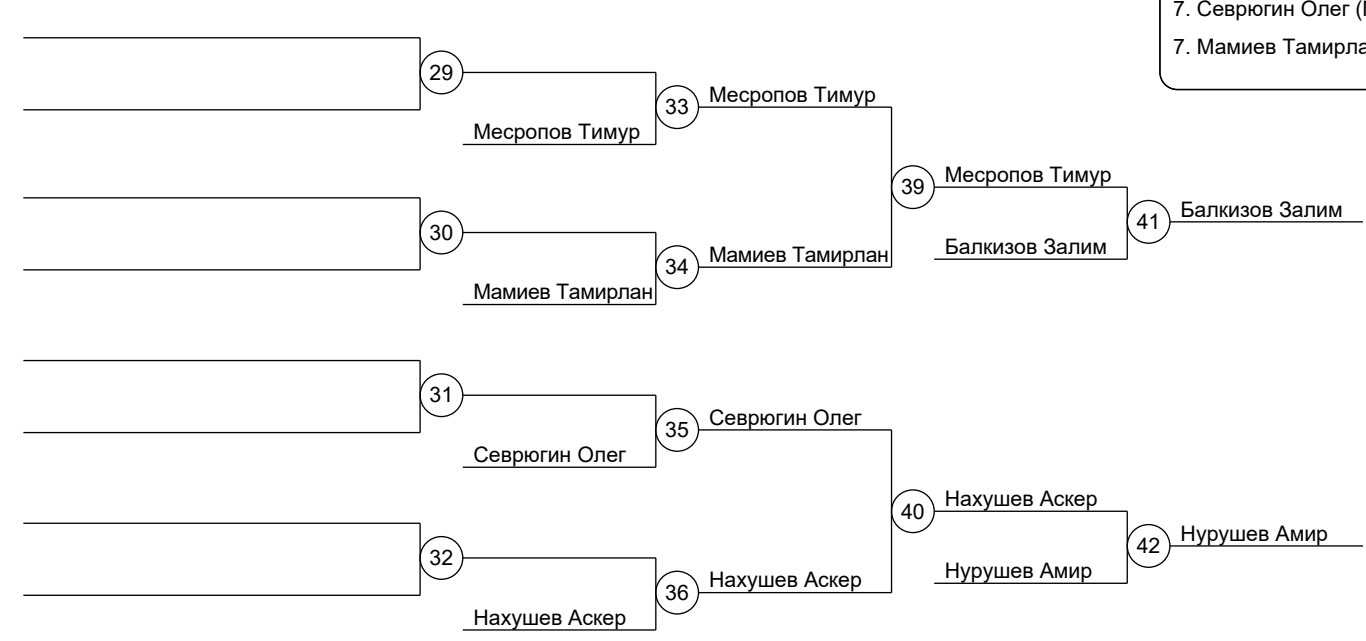 7. Севрюгин Олег (
7. Мамиев Тамирла
29
33
Месропов Тимур
Месропов Тимур
39
Месропов Тимур
41
Балкизов Залим
Балкизов Залим
30
34
Мамиев Тамирлан
Мамиев Тамирлан
31
35
Севрюгин Олег
Севрюгин Олег
40
Нахушев Аскер
42
Нурушев Амир
Нурушев Амир
32
36
Нахушев Аскер
Нахушев Аскер